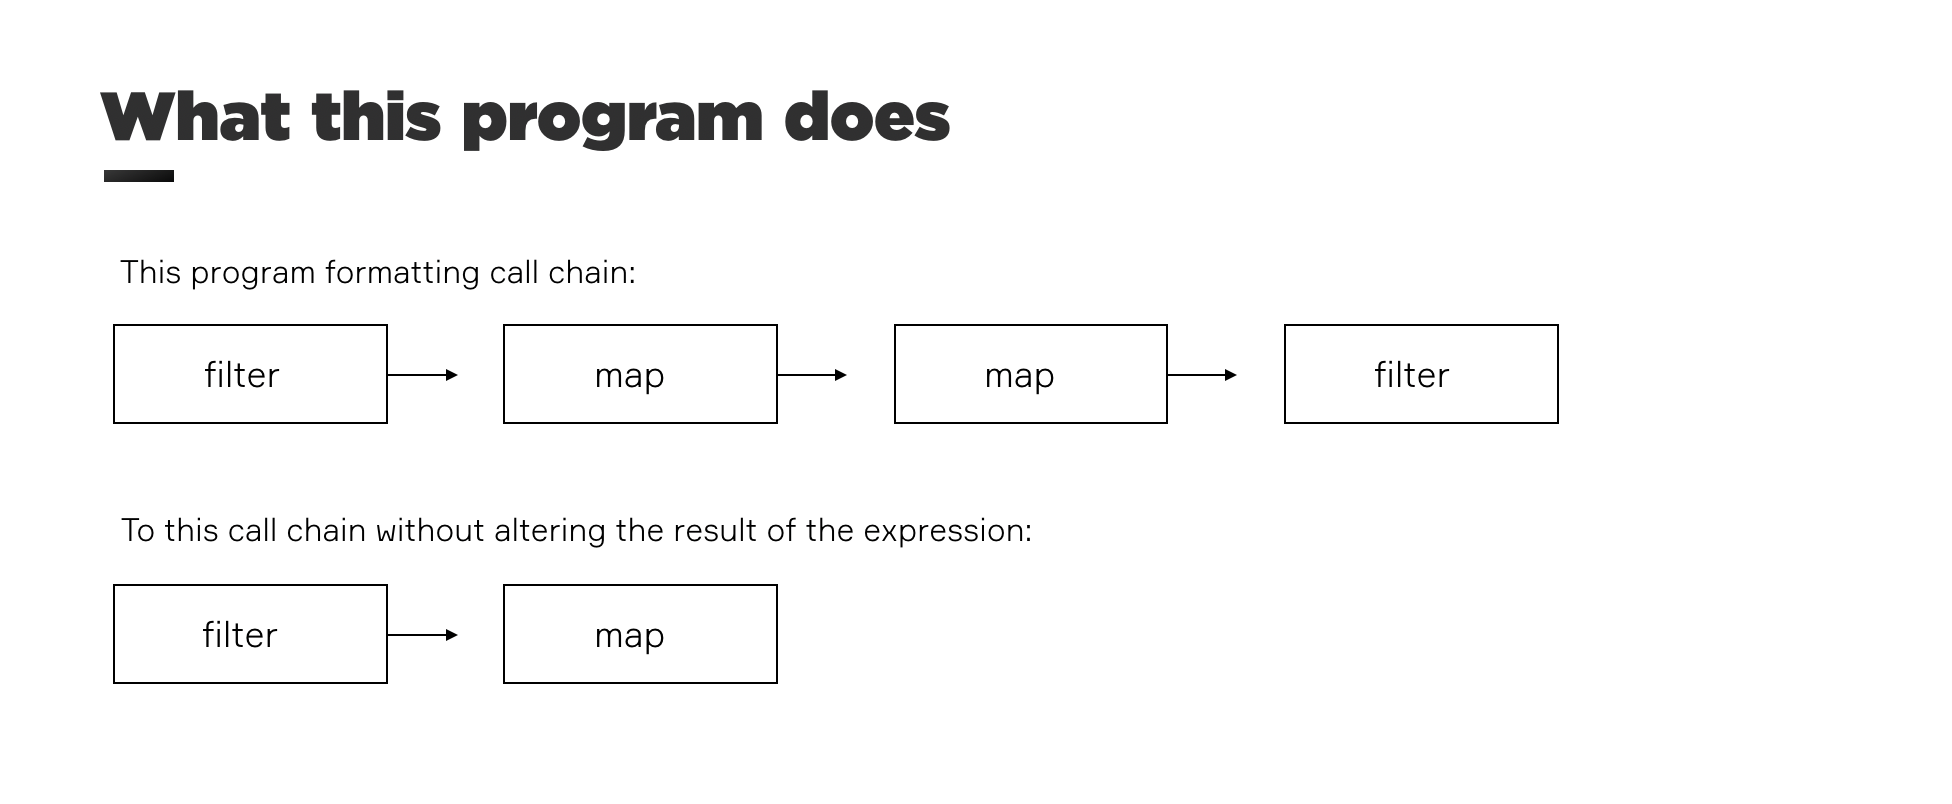 What this program does
This program formatting call chain:
filter map map filter
To this call chain without altering the result of the expression:
filter map